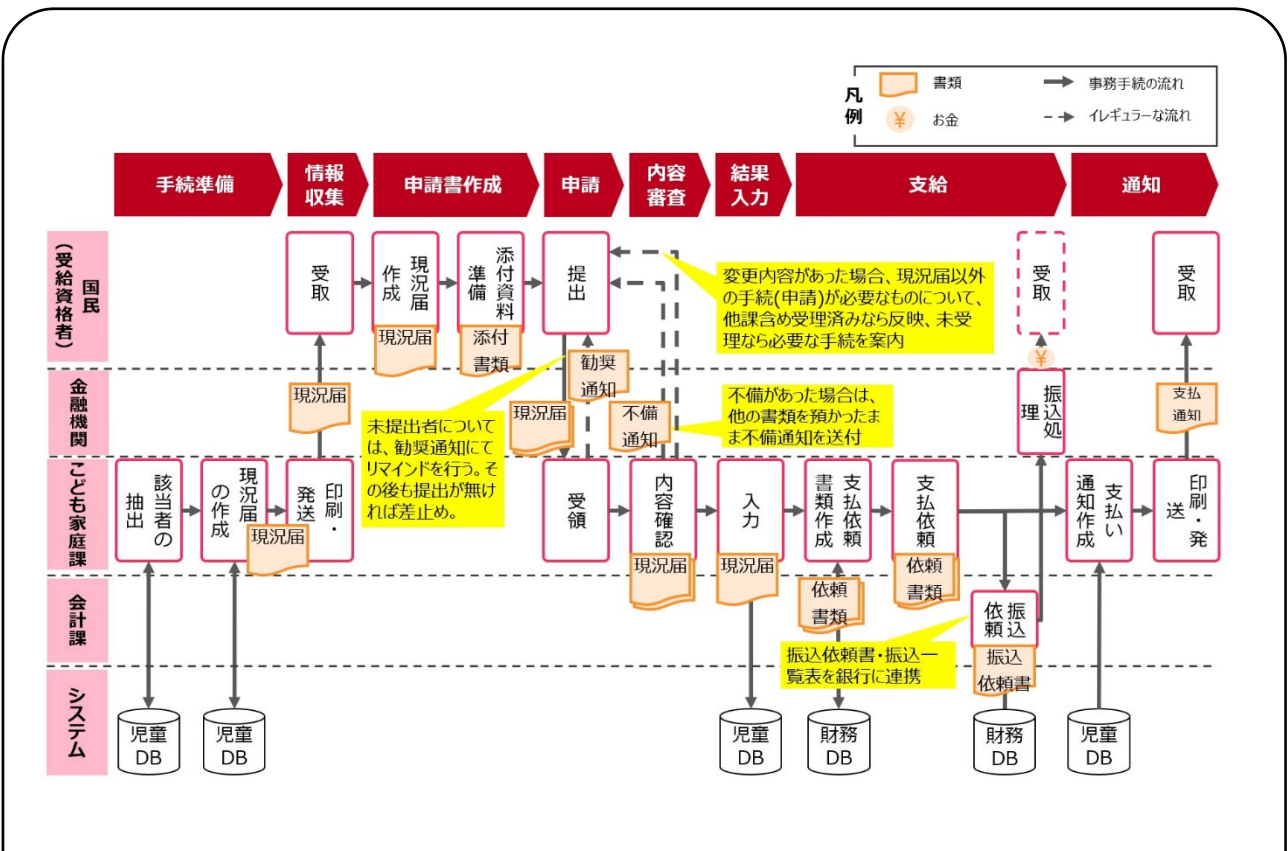 凡例
書類
事務手続の流れ
¥
お金
イレギュラーな流れ
手続準備
情報
収集
申請書作成
申請
内容
審査
結果
入力
支給
通知
国民
(受給資格者)
受取
現況届
作成
現況届
添付資料
準備
添付
書類
提出
変更内容があった場合、現況届以外
の手続(申請)が必要なものについて、
他課含め受理済みなら反映、未受
理なら必要な手続を案内
受取
受取
金融機関
現況届
未提出者については、勧奨通知にて
リマインドを行う。そ
の後も提出が無け
れば差止め。
現況届
勧奨
通知
不備
通知
不備があった場合は、
他の書類を預かったま
ま不備通知を送付
¥
振込処
理
支払
通知
こども家庭課
該当者の
抽出
現況届
の作成
現況届
印刷・
発送
受領
内容確認
現況届
入力
現況届
支払依頼
書類作成
依頼
書類
支払依頼
依頼
書類
支払い
通知作成
印刷・発
送
会計課
振込
依頼
振込
依頼書
振込依頼書・振込一
覧表を銀行に連携
システム
児童
DB
児童
DB
児童
DB
財務
DB
財務
DB
児童
DB